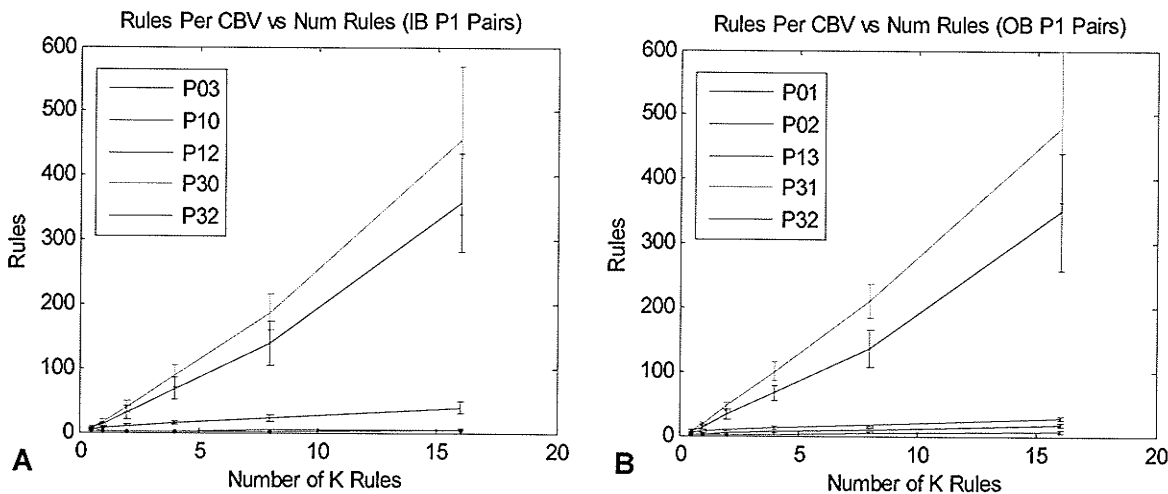 Rules Per CBV vs Num Rules (IB P1 Pairs)
600
500
400
300
200
100
0
Rules
P03
P10
P12
P30
P32
0
5
10
15
20
Number of K Rules
A
Rules Per CBV vs Num Rules (OB P1 Pairs)
600
500
400
300
200
100
0
Rules
P01
P02
P13
P31
P32
0
5
10
15
20
Number of K Rules
B